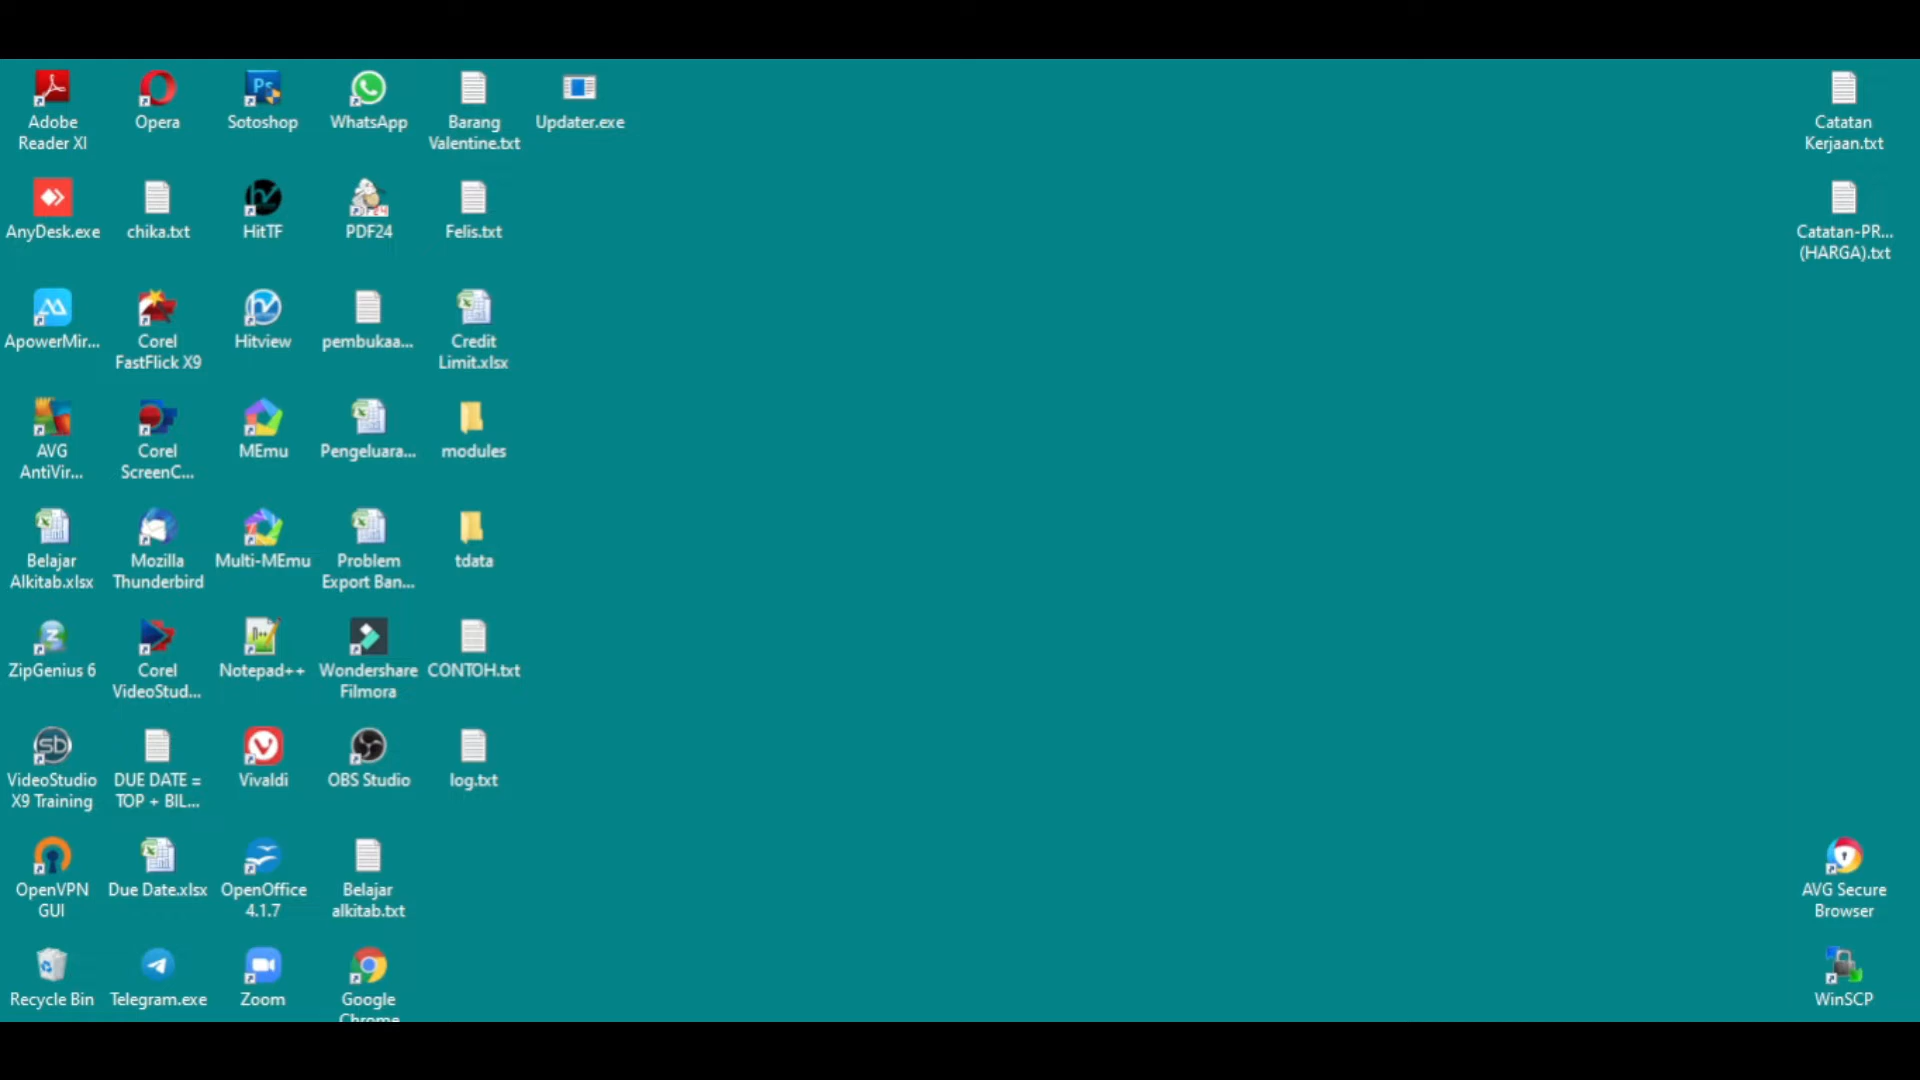 Adobe
Reader XI
Opera
Sotoshop
WhatsApp
Barang
Valentine.txt
Updater.exe
Catatan
Kerjaan.txt
AnyDesk.exe
chika.txt
HitTF
PDF24
Felis.txt
Catatan-PR...
(HARGA).txt
ApowerMir...
Corel
FastFlick X9
Hitview
pembukaa...
Credit
Limit.xlsx
AVG
AntiVir...
Corel
ScreenC...
MEmu
Pengeluara...
modules
Belajar
Alkitab.xlsx
Mozilla
Thunderbird
Multi-MEmu
Problem
Export Ban...
tdata
ZipGenius 6
Corel
VideoStud...
Notepad++
Wondershare
Filmora
CONTOH.txt
VideoStudio
X9 Training
DUE DATE =
TOP + BIL...
Vivaldi
OBS Studio
log.txt
OpenVPN
GUI
Due Date.xlsx
OpenOffice
4.1.7
Belajar
alkitab.txt
AVG Secure
Browser
Recycle Bin
Telegram.exe
Zoom
Google
Chrome
WinSCP